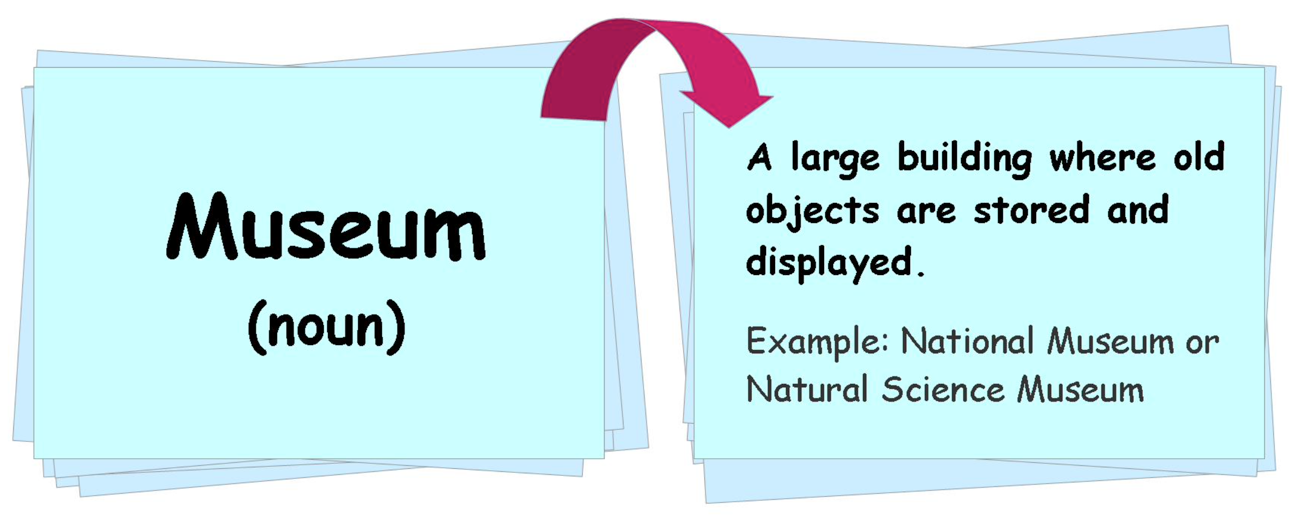 Museum
(noun)
A large building where old
objects are stored and
displayed.
Example: National Museum or
Natural Science Museum